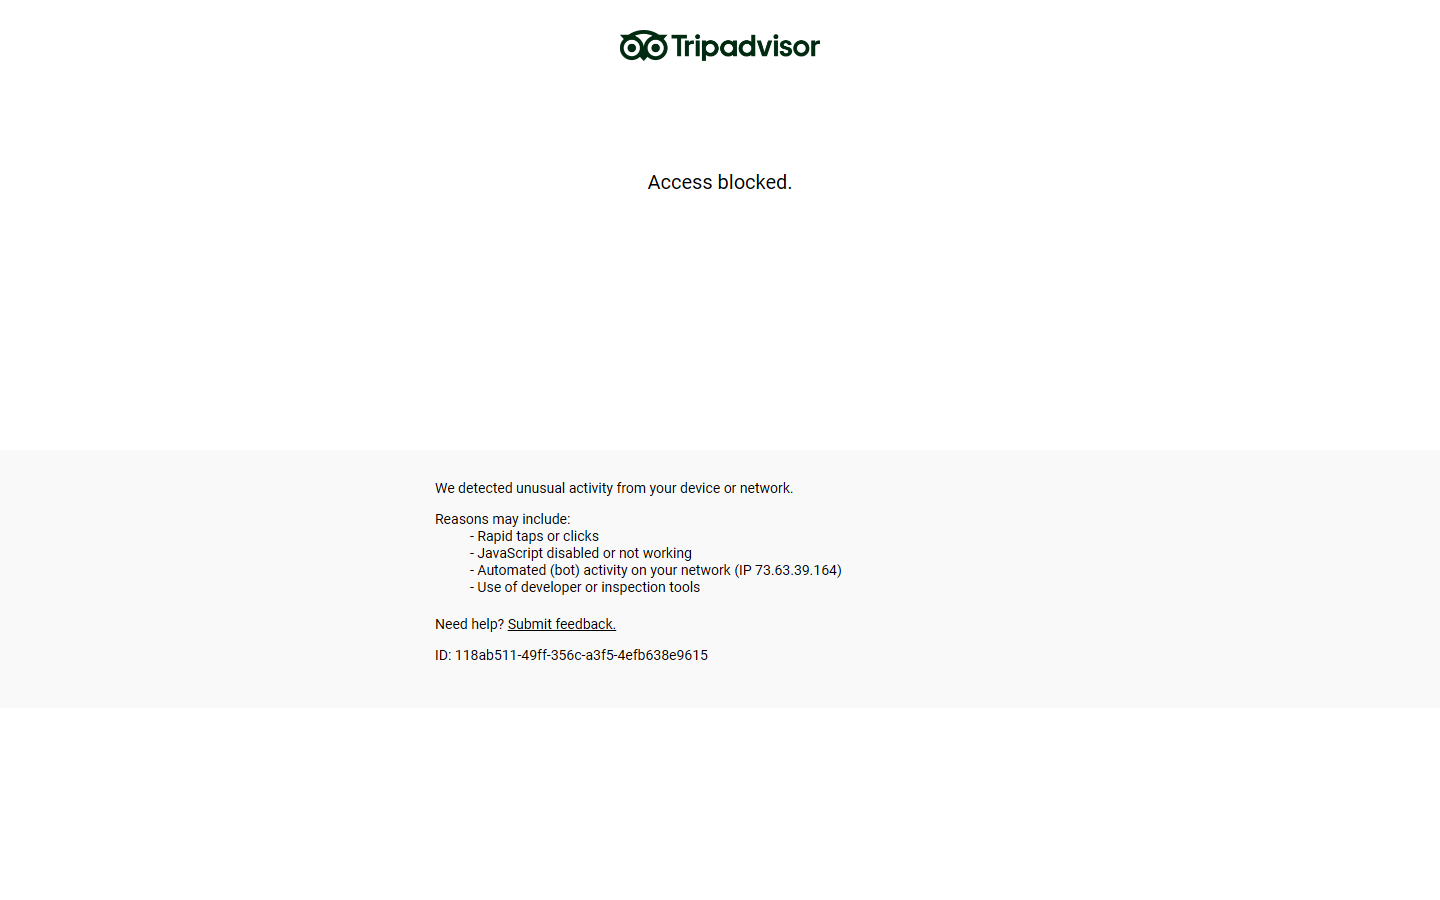 Tripadvisor
Access blocked.
We detected unusual activity from your device or network.
Reasons may include:
- Rapid taps or clicks
- JavaScript disabled or not working
- Automated (bot) activity on your network (IP 73.63.39.164)
- Use of developer or inspection tools
Need help? Submit feedback.
ID: 118ab511-49ff-356c-a3f5-4efb638e9615